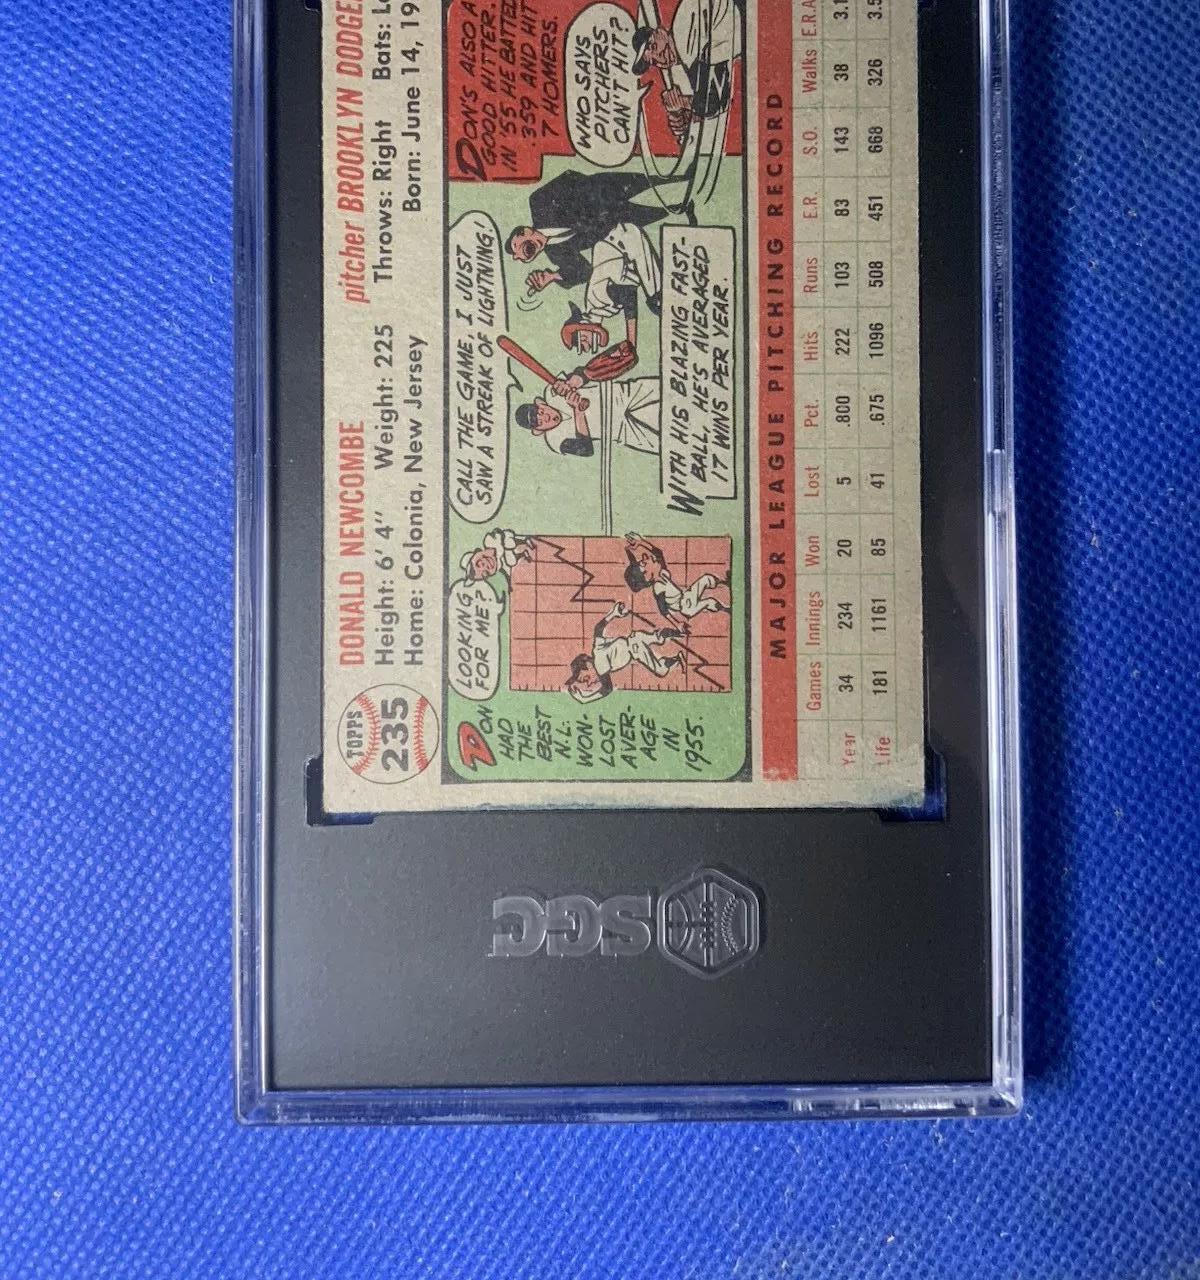 TOPPS
235
DONALD NEWCOMBE pitcher BROOKLYN
Height: 6' 4" Weight: 225 Throws: Right Bats:
Home: Colonia, New Jersey Born: June 14,
DON
HAD
THE
BEST
N.L.
WON-
LOST
AVER-
AGE
IN
1955.
LOOKING
FOR ME?
CALL THE GAME, I JUST
SAW A STREAK OF LIGHTNING!
WITH HIS BLAZING FAST-
BALL, HE'S AVERAGED
17 WINS PER YEAR.
DON'S ALSO A
GOOD HITTER.
IN '55 HE BATTED
.359 AND HIT
7 HOMERS.
WHO SAYS
PITCHERS
CAN'T HIT?
MAJOR LEAGUE PITCHING RECORD
Games Innings Won Lost Pct. Hits Runs E.R. S.O. Walks E.R.A
Year 34 234 20 5 .800 222 103 83 143 38
Life 181 1161 85 41 .675 1096 508 451 668 326
SGC